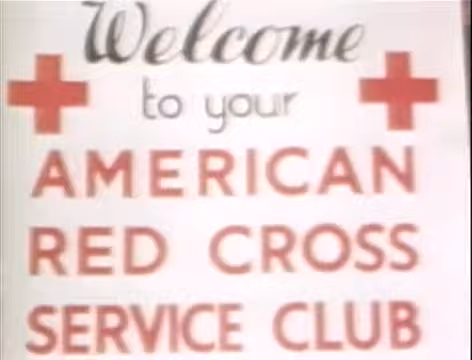 Welcome
to your
AMERICAN
RED CROSS
SERVICE CLUB